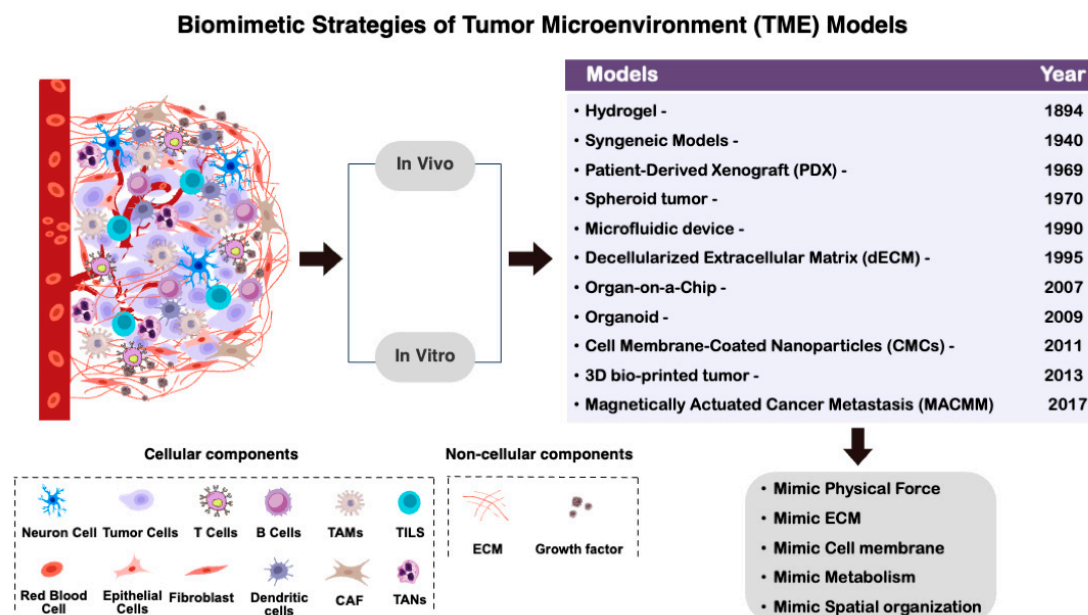 Biomimetic Strategies of Tumor Microenvironment (TME) Models
In Vivo
In Vitro
Models Year
• Hydrogel - 1894
• Syngeneic Models - 1940
• Patient-Derived Xenograft (PDX) - 1969
• Spheroid tumor - 1970
• Microfluidic device - 1990
• Decellularized Extracellular Matrix (dECM) - 1995
• Organ-on-a-Chip - 2007
• Organoid - 2009
• Cell Membrane-Coated Nanoparticles (CMCs) - 2011
• 3D bio-printed tumor - 2013
• Magnetically Actuated Cancer Metastasis (MACMM) 2017
Cellular components
Neuron Cell Tumor Cells T Cells B Cells TAMs TILS
Red Blood Cell
Epithelial Cells
Fibroblast
Dendritic cells
CAF
TANs
Non-cellular components
ECM Growth factor
• Mimic Physical Force
• Mimic ECM
• Mimic Cell membrane
• Mimic Metabolism
• Mimic Spatial organization